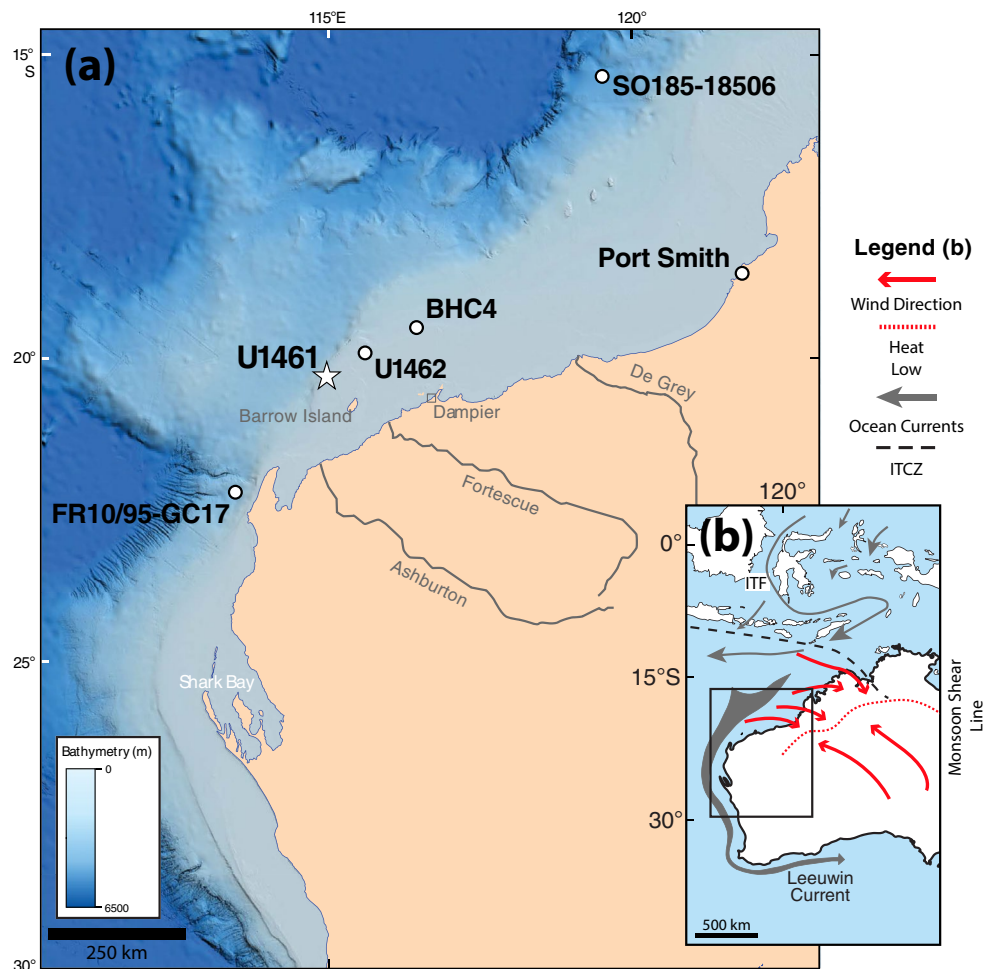 115°E
120°
15°
S
(a)
SO185-18506
Port Smith
BHC4
U1461
U1462
20°
De Grey
Barrow Island
Dampier
Fortescue
FR10/95-GC17
Ashburton
25°
Shark Bay
Bathymetry (m)
0
6500
250 km
30°
Legend (b)
Wind Direction
Heat
Low
Ocean Currents
ITCZ
120°
(b)
0°
ITF
15°S
Monsoon Shear
Line
30°
Leeuwin
Current
500 km